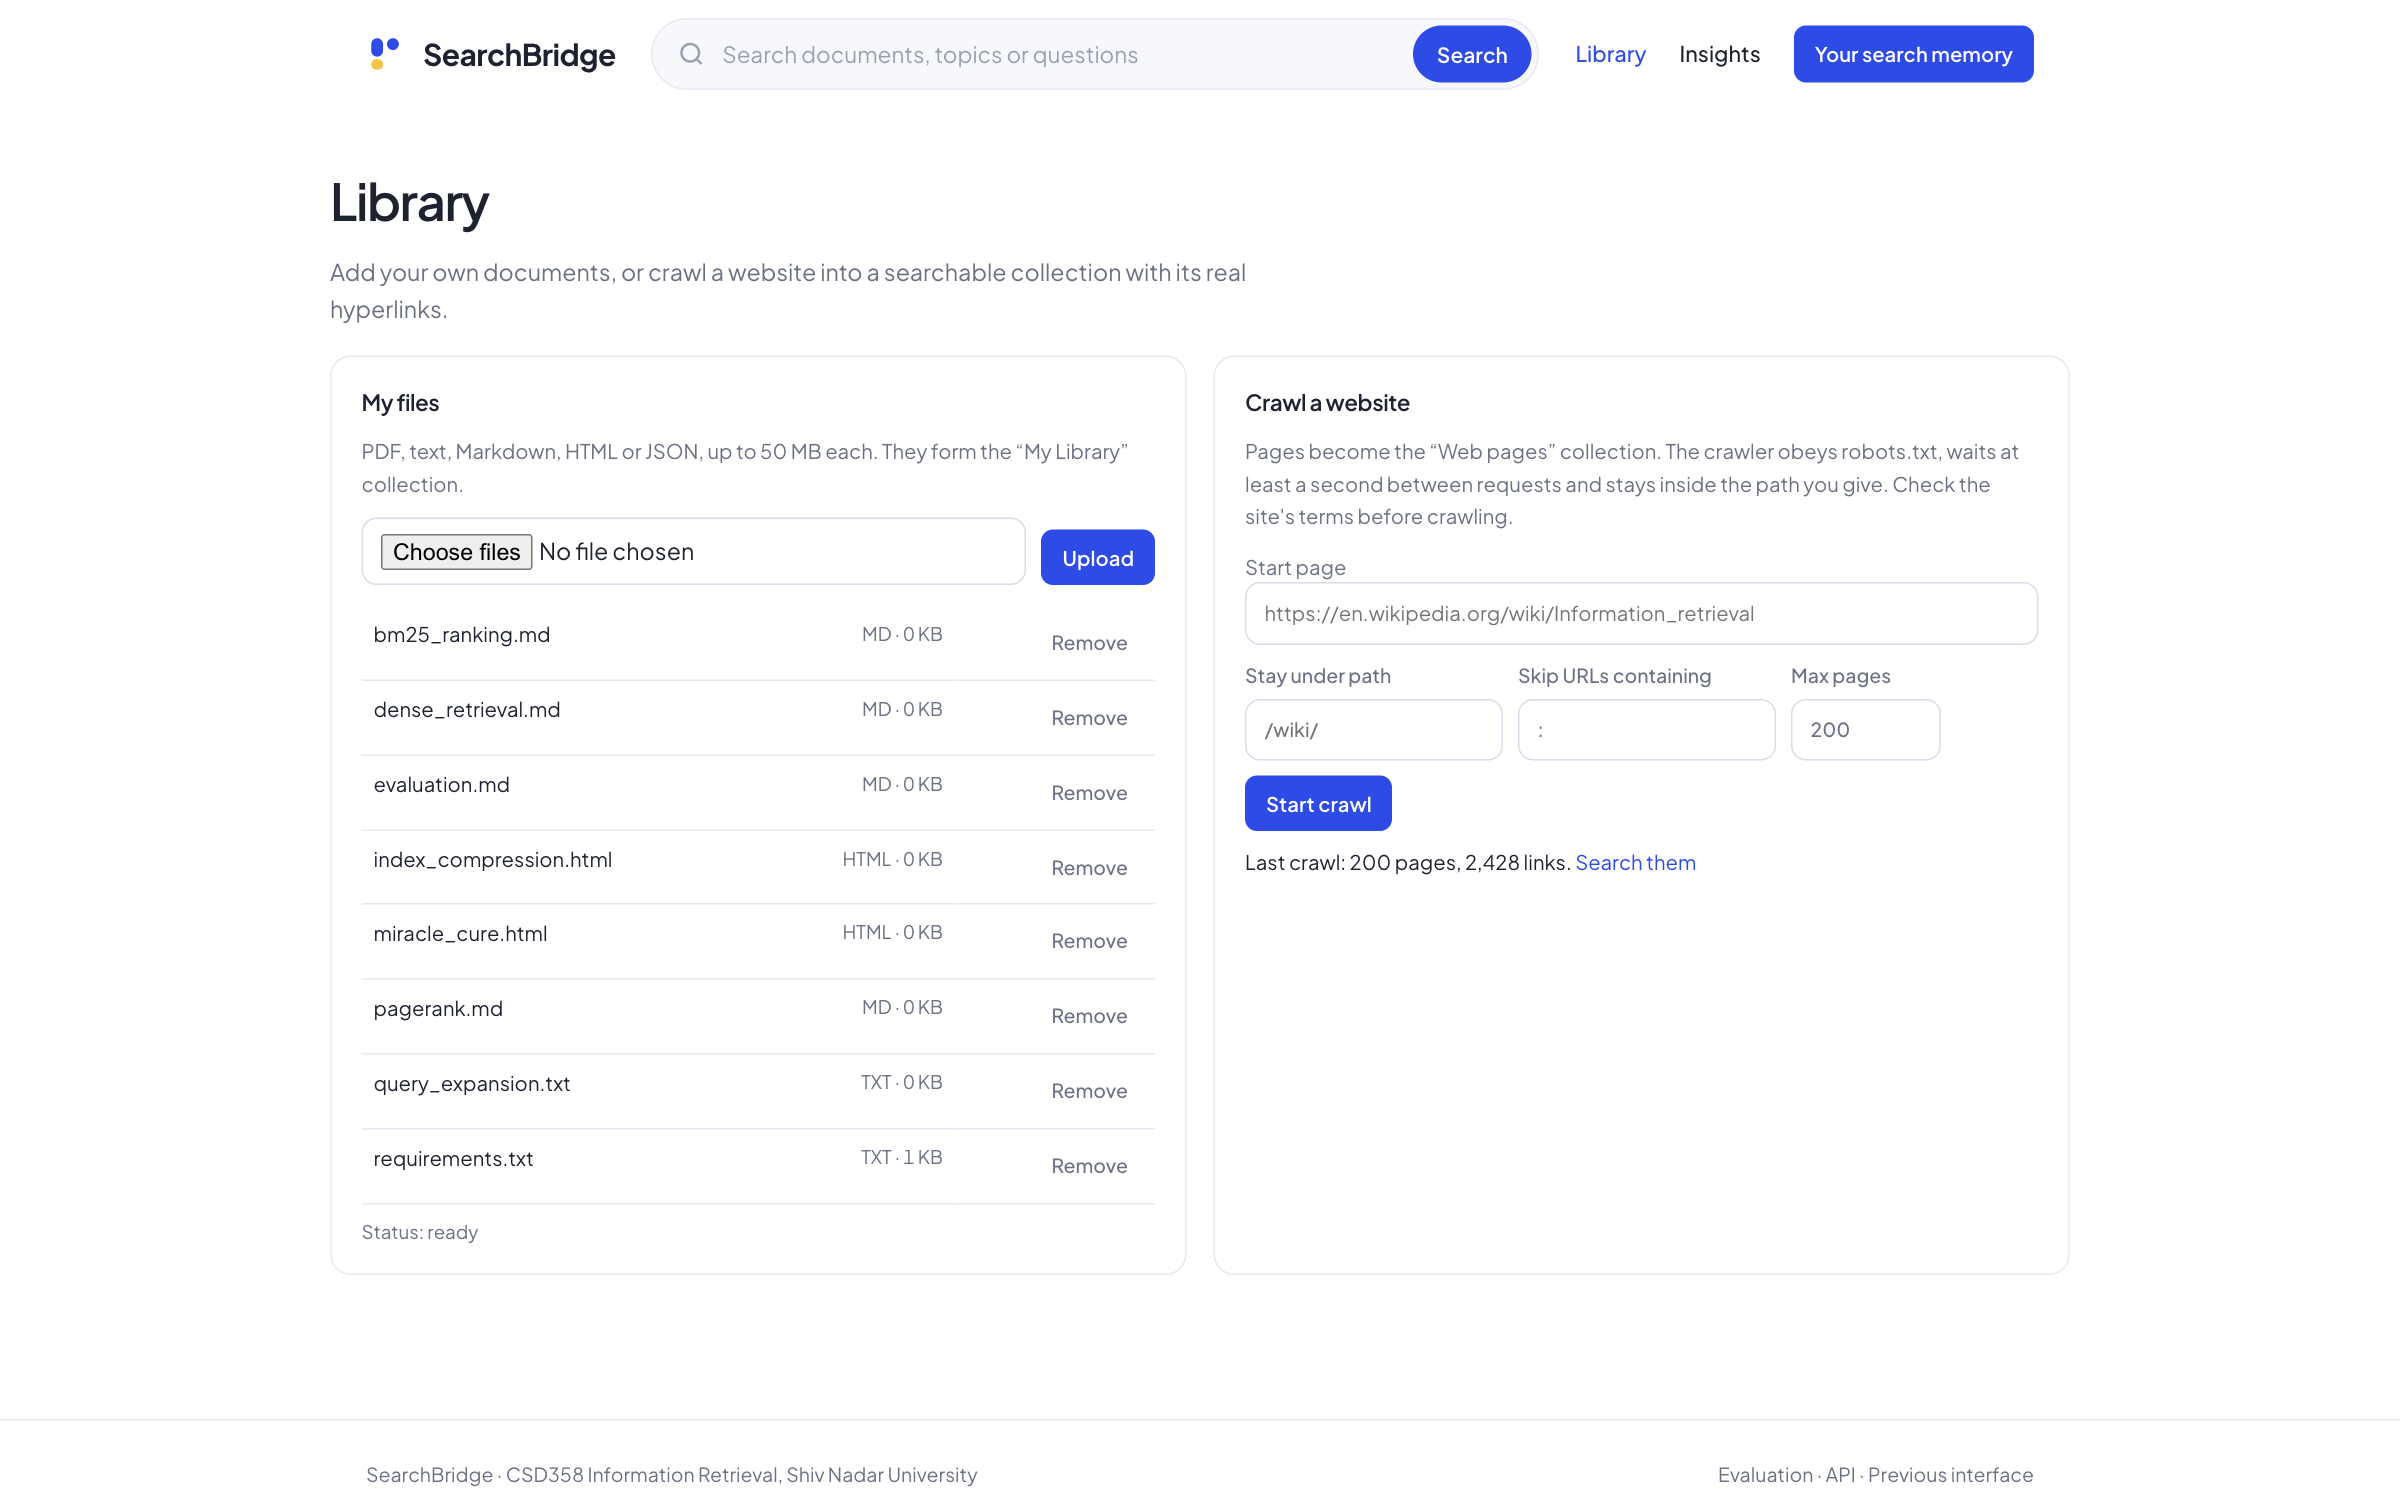 SearchBridge
Search documents, topics or questions
Search
Library
Insights
Your search memory
Library
Add your own documents, or crawl a website into a searchable collection with its real
hyperlinks.
My files
PDF, text, Markdown, HTML or JSON, up to 50 MB each. They form the “My Library”
collection.
Choose files No file chosen
Upload
bm25_ranking.md MD · 0 KB Remove
dense_retrieval.md MD · 0 KB Remove
evaluation.md MD · 0 KB Remove
index_compression.html HTML · 0 KB Remove
miracle_cure.html HTML · 0 KB Remove
pagerank.md MD · 0 KB Remove
query_expansion.txt TXT · 0 KB Remove
requirements.txt TXT · 1 KB Remove
Status: ready
Crawl a website
Pages become the “Web pages” collection. The crawler obeys robots.txt, waits at
least a second between requests and stays inside the path you give. Check the
site's terms before crawling.
Start page
https://en.wikipedia.org/wiki/Information_retrieval
Stay under path Skip URLs containing Max pages
/wiki/ : 200
Start crawl
Last crawl: 200 pages, 2,428 links. Search them
SearchBridge · CSD358 Information Retrieval, Shiv Nadar University
Evaluation · API · Previous interface